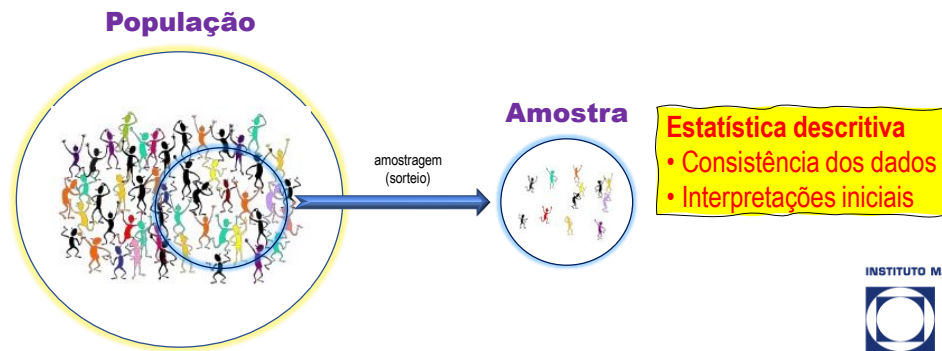 População
amostragem
(sorteio)
Amostra
Estatística descritiva
• Consistência dos dados
• Interpretações iniciais
INSTITUTO